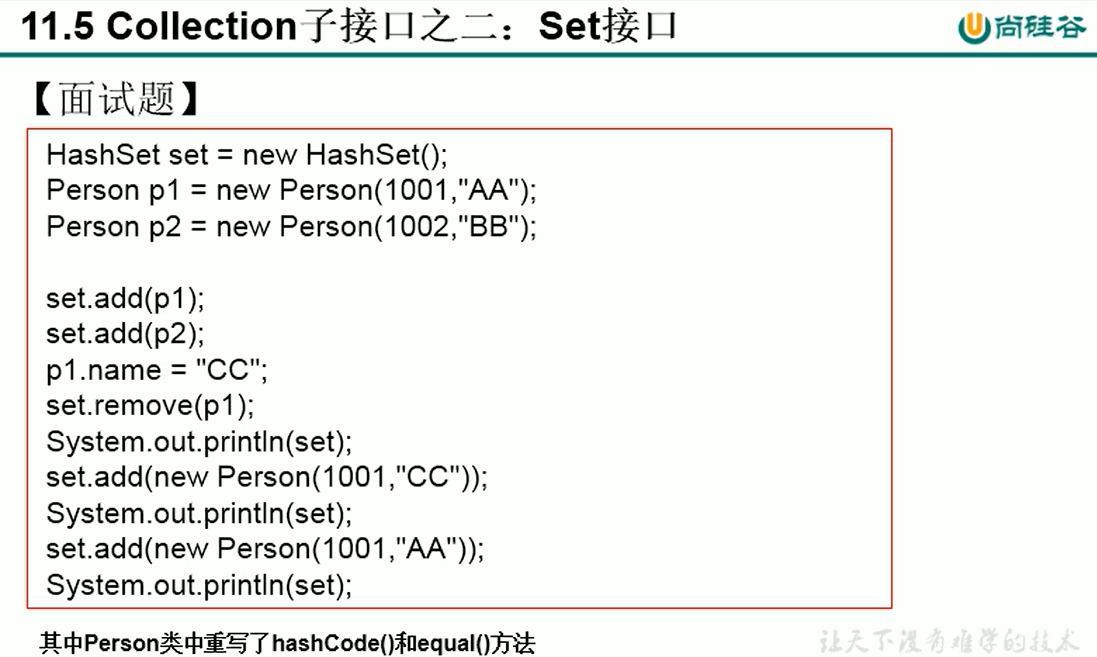 11.5 Collection子接口之二：Set接口
尚硅谷
【面试题】
HashSet set = new HashSet();
Person p1 = new Person(1001,"AA");
Person p2 = new Person(1002,"BB");
set.add(p1);
set.add(p2);
p1.name = "CC";
set.remove(p1);
System.out.println(set);
set.add(new Person(1001,"CC"));
System.out.println(set);
set.add(new Person(1001,"AA"));
System.out.println(set);
其中Person类中重写了hashCode()和equal()方法
让天下没有难学的技术